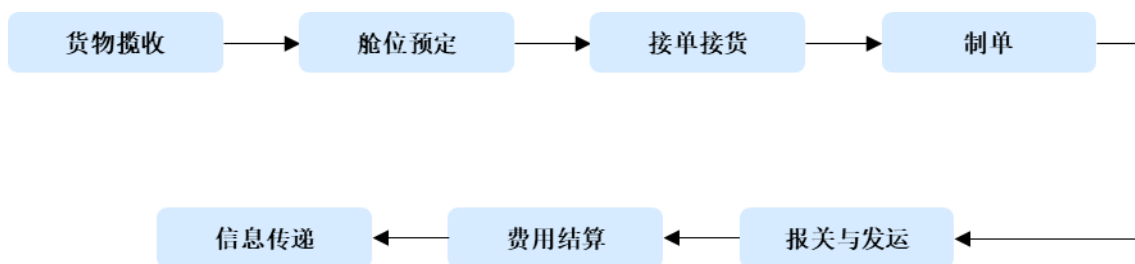 货物揽收
舱位预定
接单接货
制单
报关与发运
费用结算
信息传递